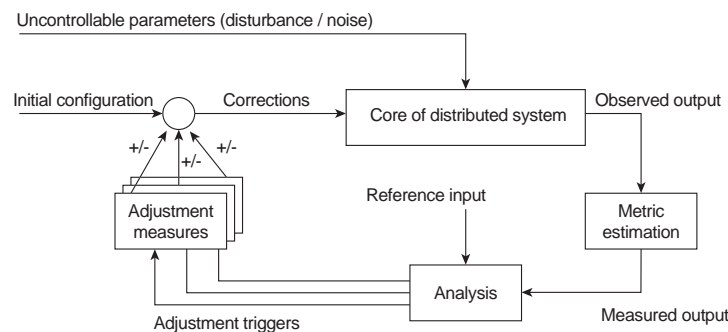 Uncontrollable parameters (disturbance / noise)
Initial configuration
Corrections
Core of distributed system
Observed output
+/-
+/-
+/-
Reference input
Adjustment
measures
Metric
estimation
Analysis
Adjustment triggers
Measured output